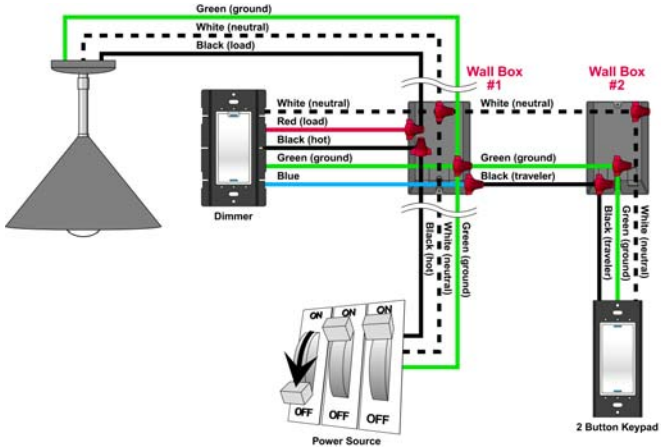 Green (ground)
White (neutral)
Black (load)
Wall Box
#1
Wall Box
#2
White (neutral)
White (neutral)
Red (load)
Black (hot)
Green (ground)
Green (ground)
Blue
Black (traveler)
Dimmer
Black (hot)
White (neutral)
Green (ground)
Black (traveler)
Green (ground)
White (neutral)
ON
ON
ON
OFF
OFF
OFF
Power Source
2 Button Keypad